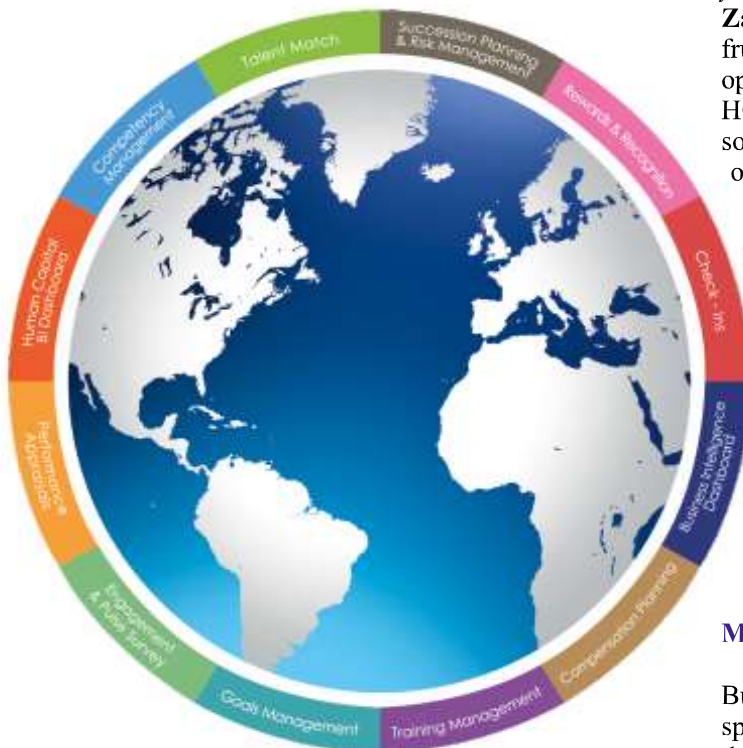 Succession Planning
& Risk Management
Rewards & Recognition
Check - ins
Business Intelligence
Dashboard
Compensation Planning
Training Management
Goals Management
Engagement
& Pulse Survey
Performance®
Appraisals
Human Capital
BI Dashboard
Competency
Management
Talent Match